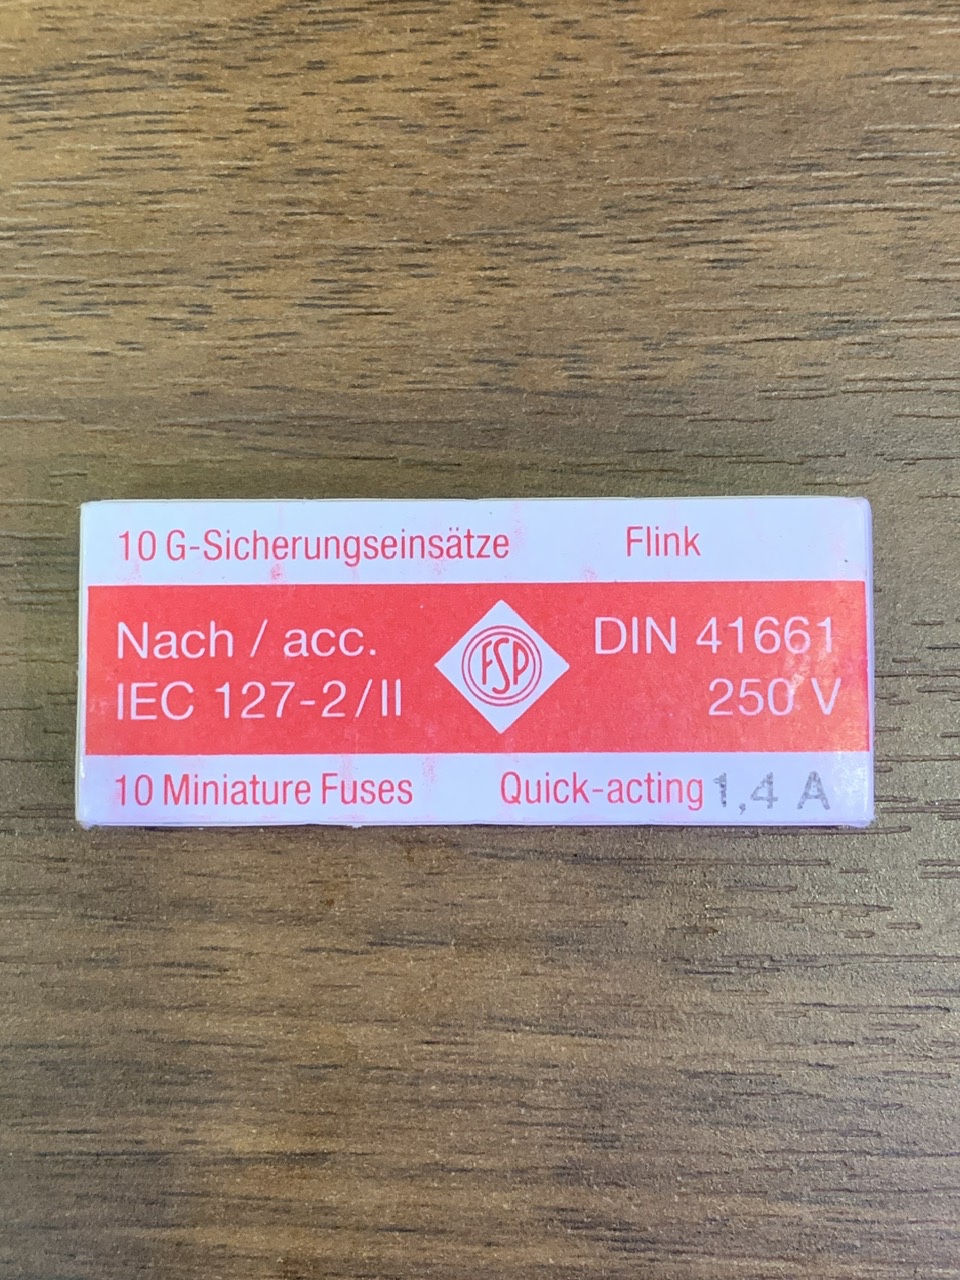 10 G-Sicherungseinsätze Flink
Nach / acc.
IEC 127-2/II
FSP
DIN 41661
250 V
10 Miniature Fuses Quick-acting 1,4 A